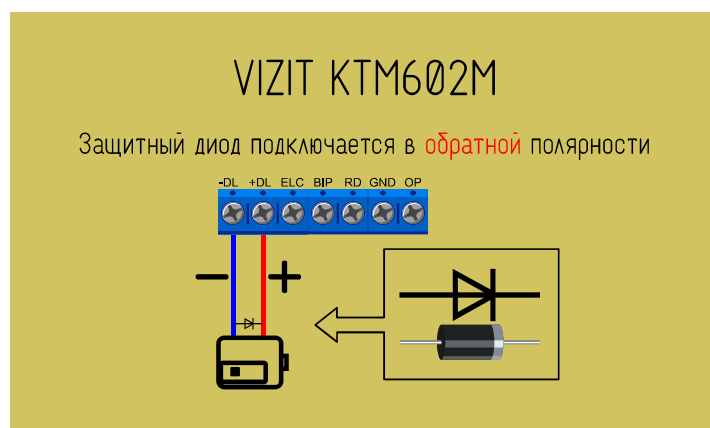 VIZIT KTM602M
Защитный диод подключается в обратной полярности
-DL +DL ELC BIP RD GND OP
− +